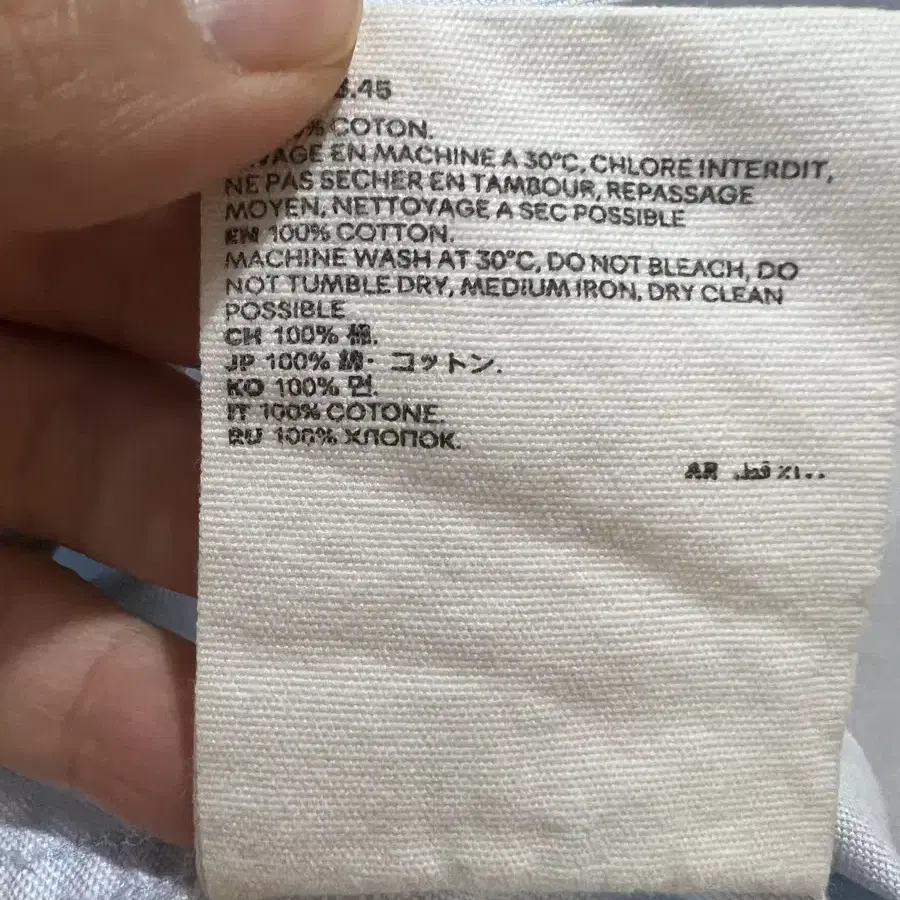 .45
% COTON.
EN MACHINE A 30°C, CHLORE INTERDIT,
NE PAS SECHER EN TAMBOUR, REPASSAGE
MOYEN, NETTOYAGE A SEC POSSIBLE
EN 100% COTTON.
MACHINE WASH AT 30°C, DO NOT BLEACH, DO
NOT TUMBLE DRY, MEDIUM IRON, DRY CLEAN
POSSIBLE
CH 100% 棉.
JP 100% 綿・コットン.
KO 100% 면.
IT 100% COTONE.
RU 100% ХЛОПОК.
AR ١٠٠٪ قطن.